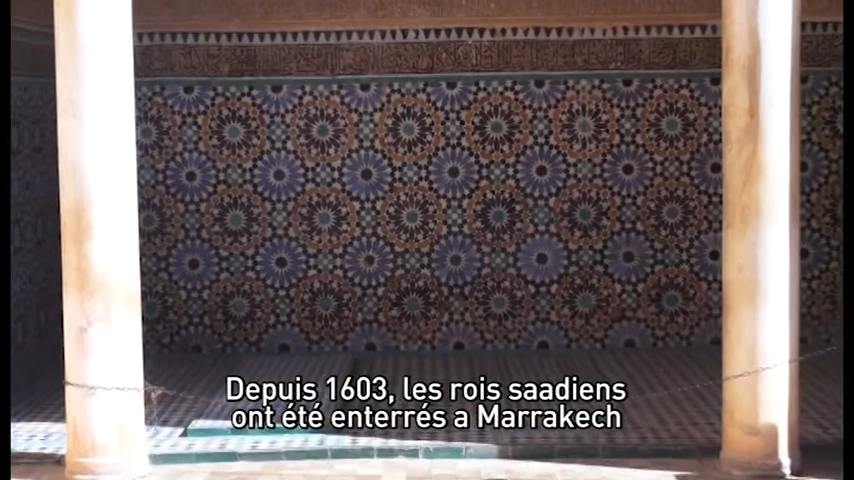 Depuis 1603, les rois saadiens
ont été enterrés a Marrakech